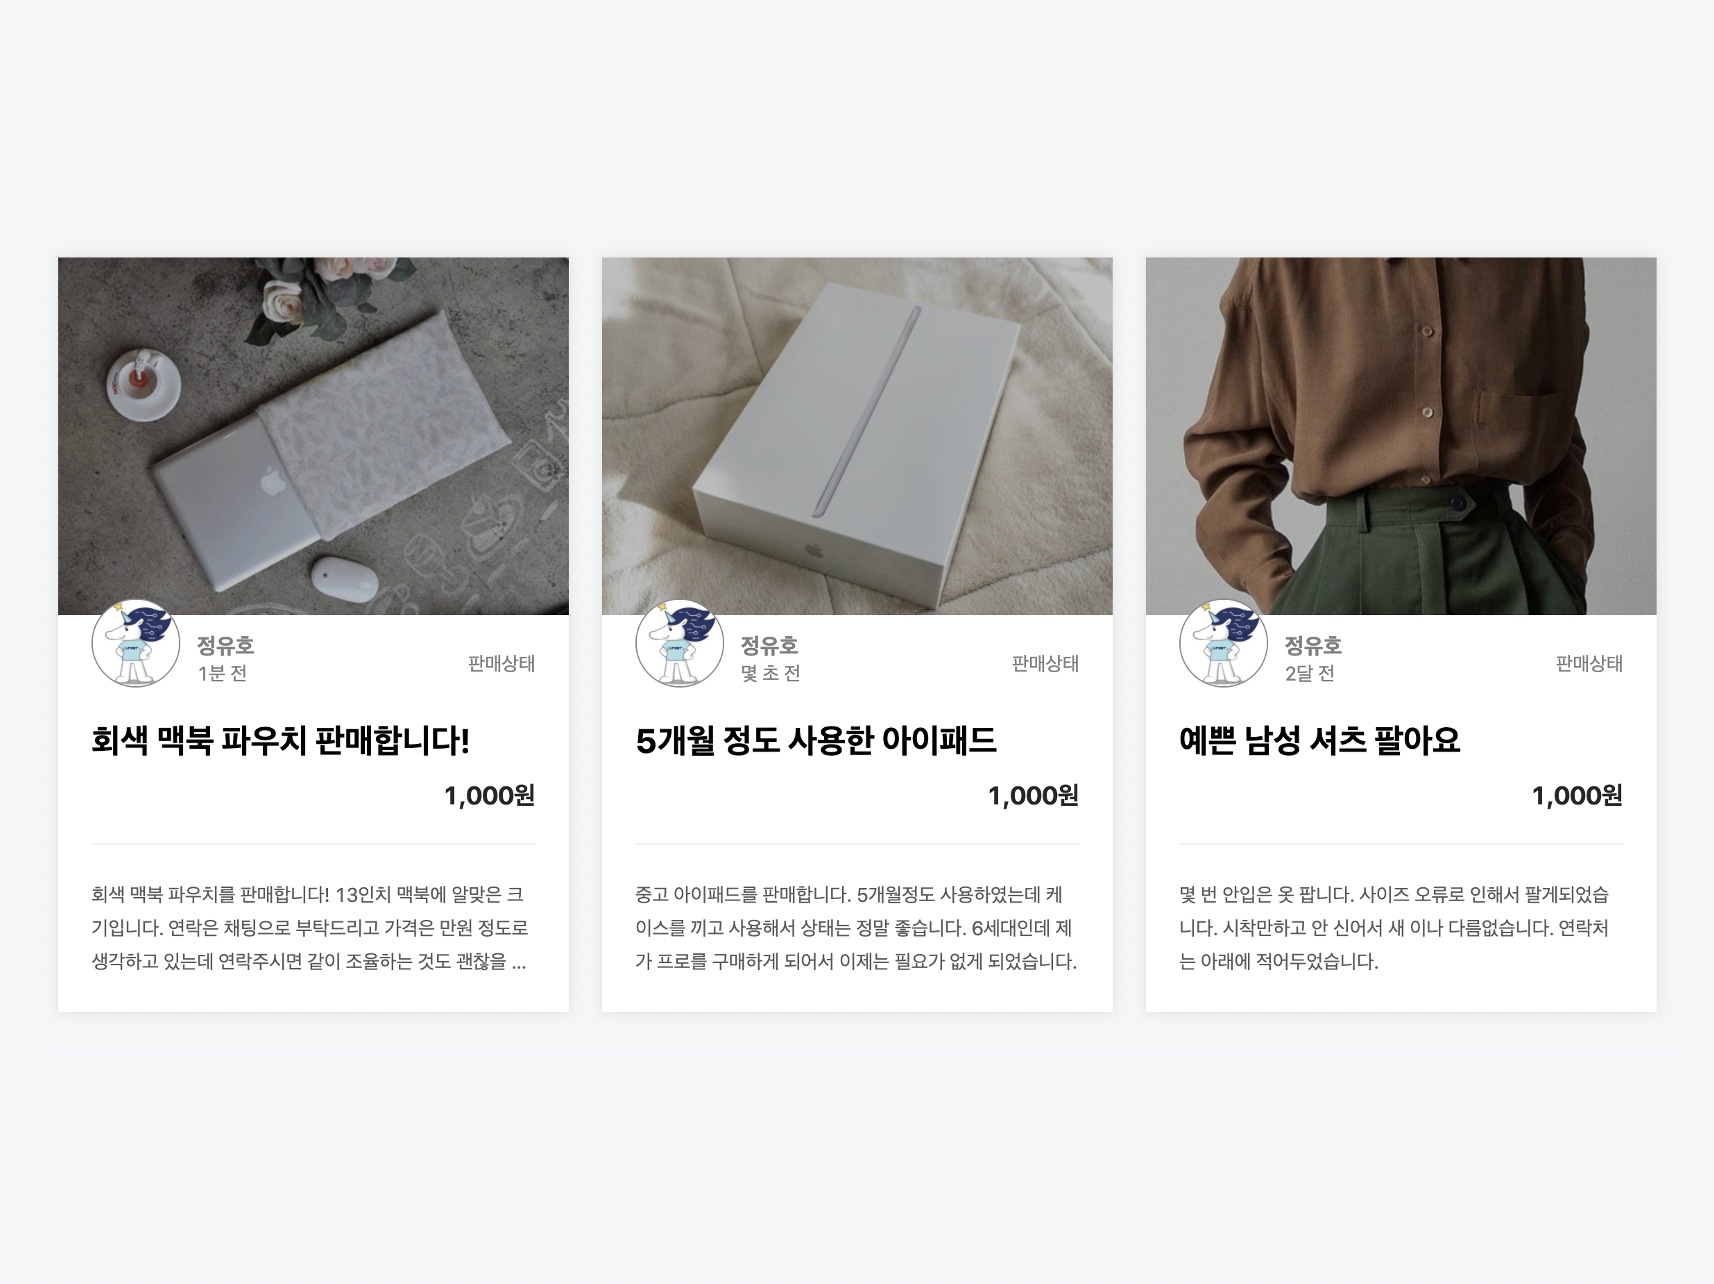 정유호
1분 전
판매상태
회색 맥북 파우치 판매합니다!
1,000원
회색 맥북 파우치를 판매합니다! 13인치 맥북에 알맞은 크
기입니다. 연락은 채팅으로 부탁드리고 가격은 만원 정도로
생각하고 있는데 연락주시면 같이 조율하는 것도 괜찮을 ...
정유호
몇 초 전
판매상태
5개월 정도 사용한 아이패드
1,000원
중고 아이패드를 판매합니다. 5개월정도 사용하였는데 케
이스를 끼고 사용해서 상태는 정말 좋습니다. 6세대인데 제
가 프로를 구매하게 되어서 이제는 필요가 없게 되었습니다.
정유호
2달 전
판매상태
예쁜 남성 셔츠 팔아요
1,000원
몇 번 안입은 옷 팝니다. 사이즈 오류로 인해서 팔게되었습
니다. 시착만하고 안 신어서 새 이나 다름없습니다. 연락처
는 아래에 적어두었습니다.